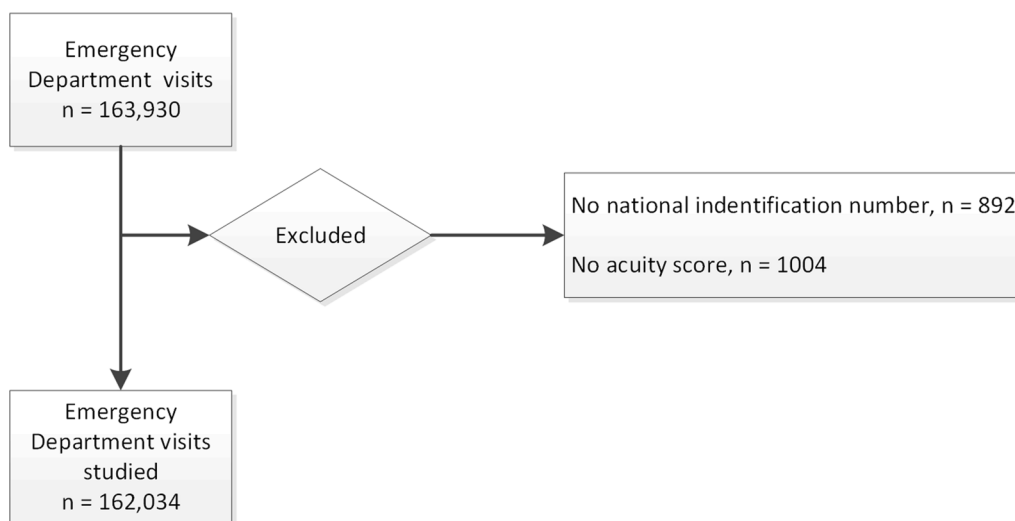 Emergency
Department visits
n = 163,930
Excluded
No national indentification number, n = 892
No acuity score, n = 1004
Emergency
Department visits
studied
n = 162,034